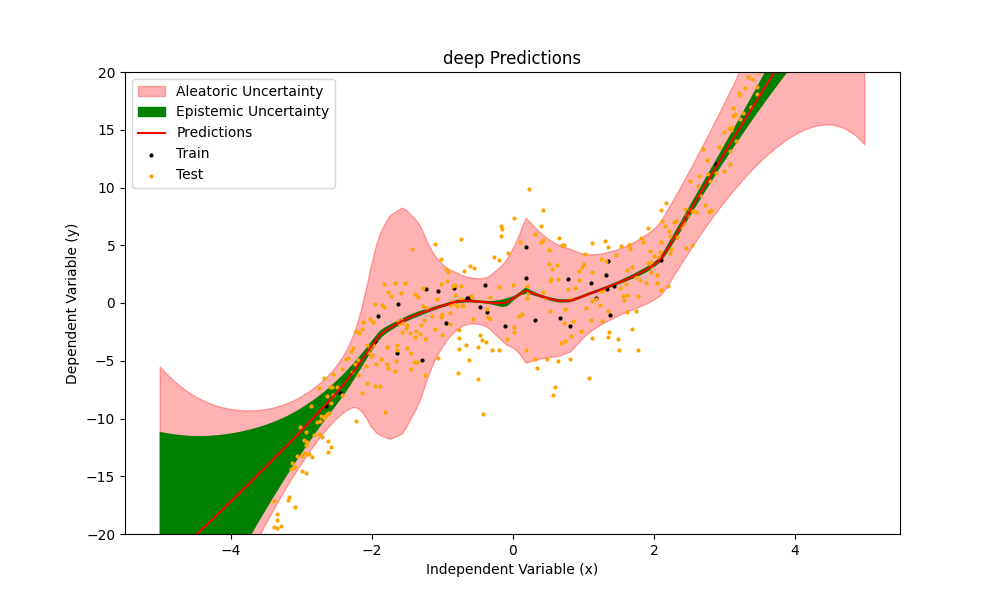 deep Predictions
Aleatoric Uncertainty
Epistemic Uncertainty
Predictions
Train
Test
Dependent Variable (y)
20
15
10
5
0
−5
−10
−15
−20
−4
−2
0
2
4
Independent Variable (x)